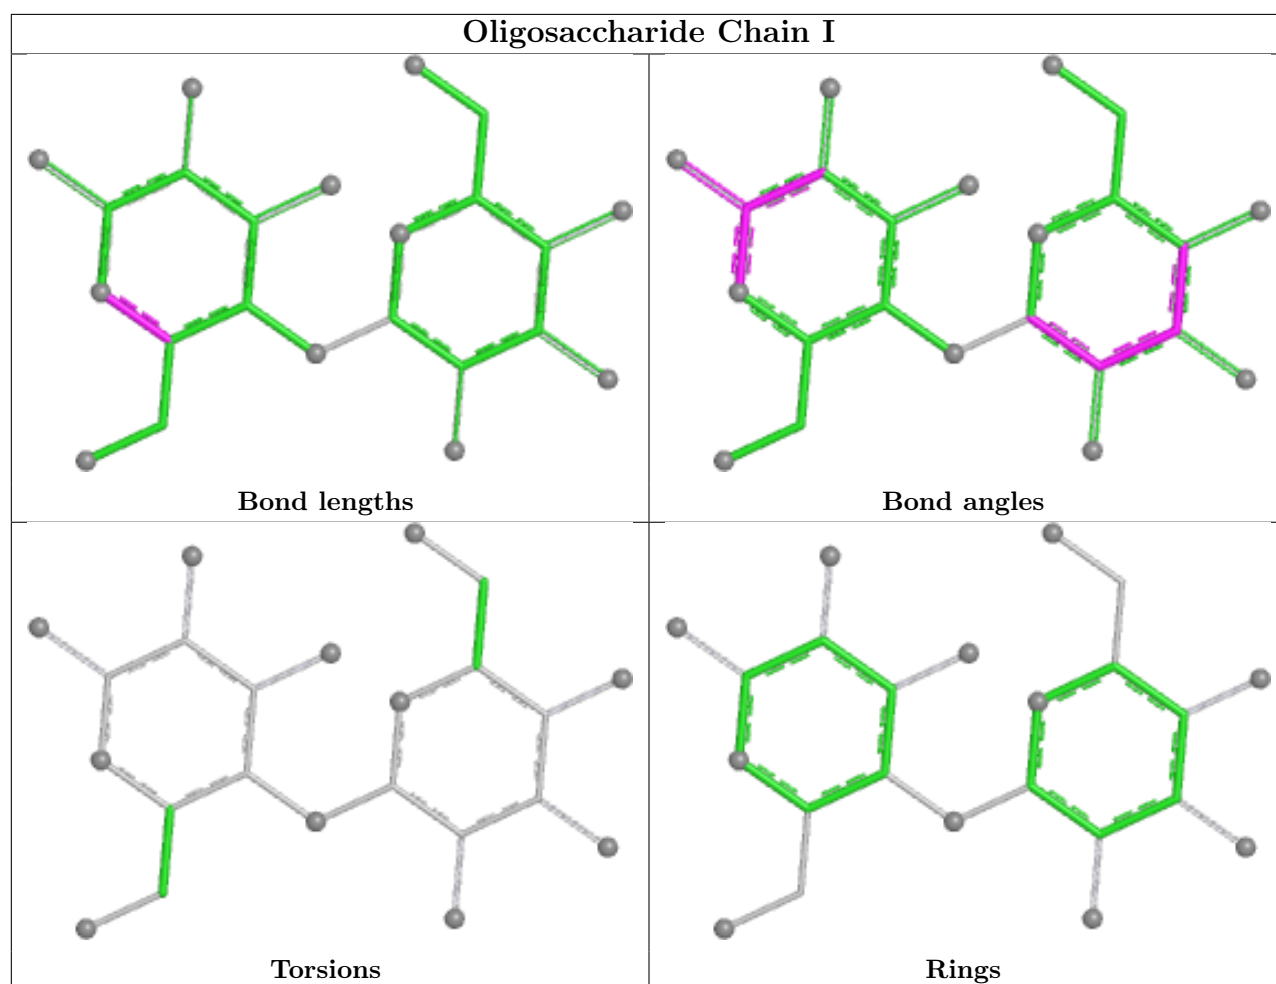 Oligosaccharide Chain I
Bond lengths
Bond angles
Torsions
Rings